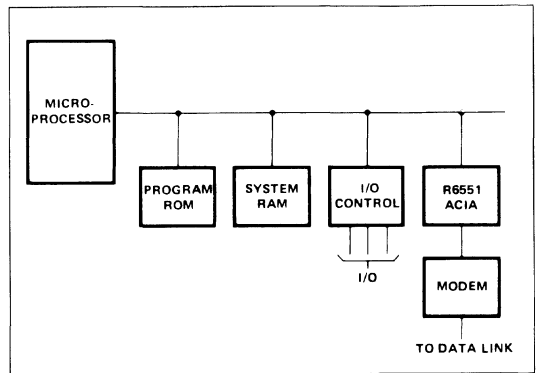 MICRO-
PROCESSOR
PROGRAM
ROM
SYSTEM
RAM
I/O
CONTROL
R6551
ACIA
I/O
MODEM
TO DATA LINK